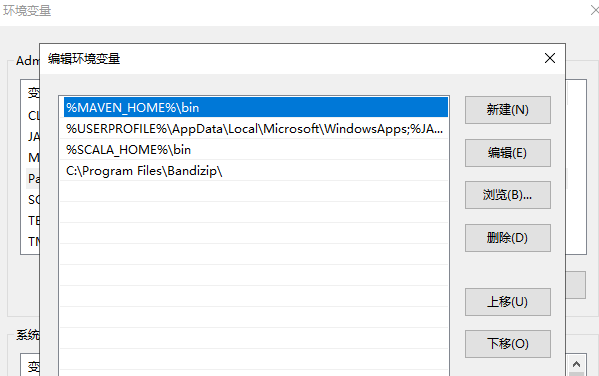 环境变量
编辑环境变量
%MAVEN_HOME%\bin
%USERPROFILE%\AppData\Local\Microsoft\WindowsApps;%JA...
%SCALA_HOME%\bin
C:\Program Files\Bandizip\
新建(N)
编辑(E)
浏览(B)...
删除(D)
上移(U)
下移(O)
Adm
变
CL
JA
M
Pa
SC
TE
TM
系统
变